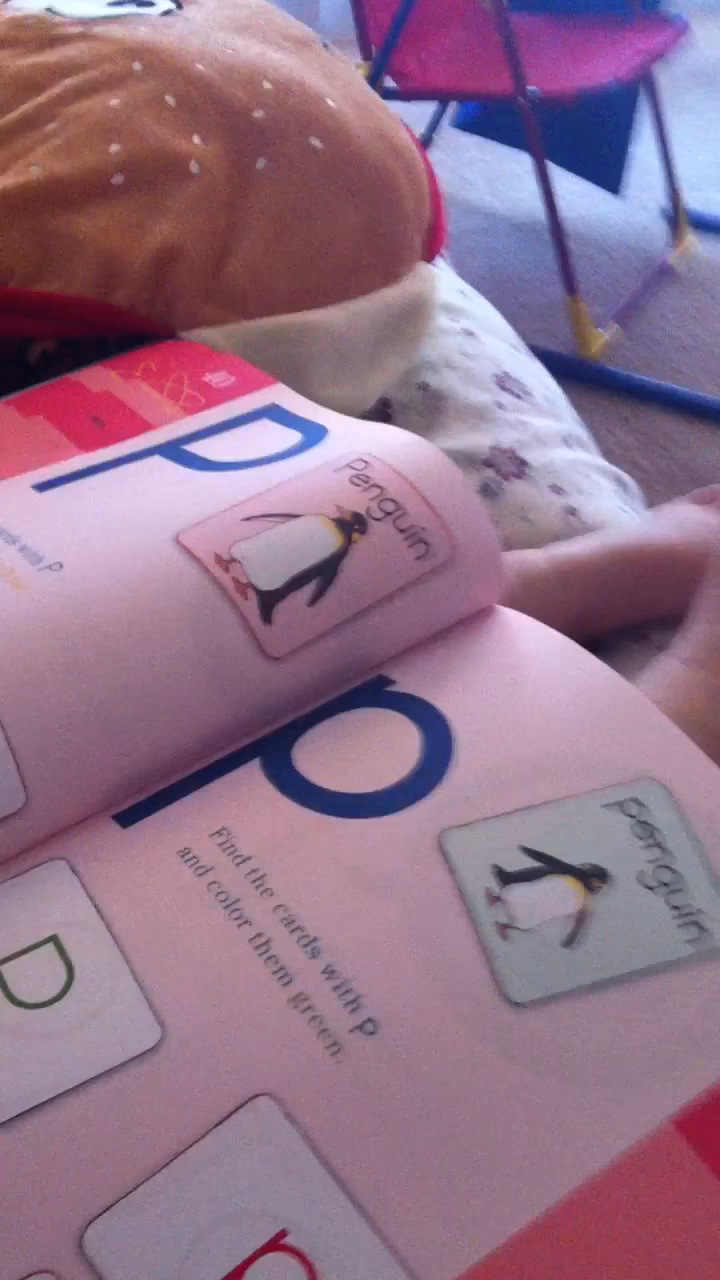 P
Penguin
p
Find the cards with p
and color them green.
penguin
p